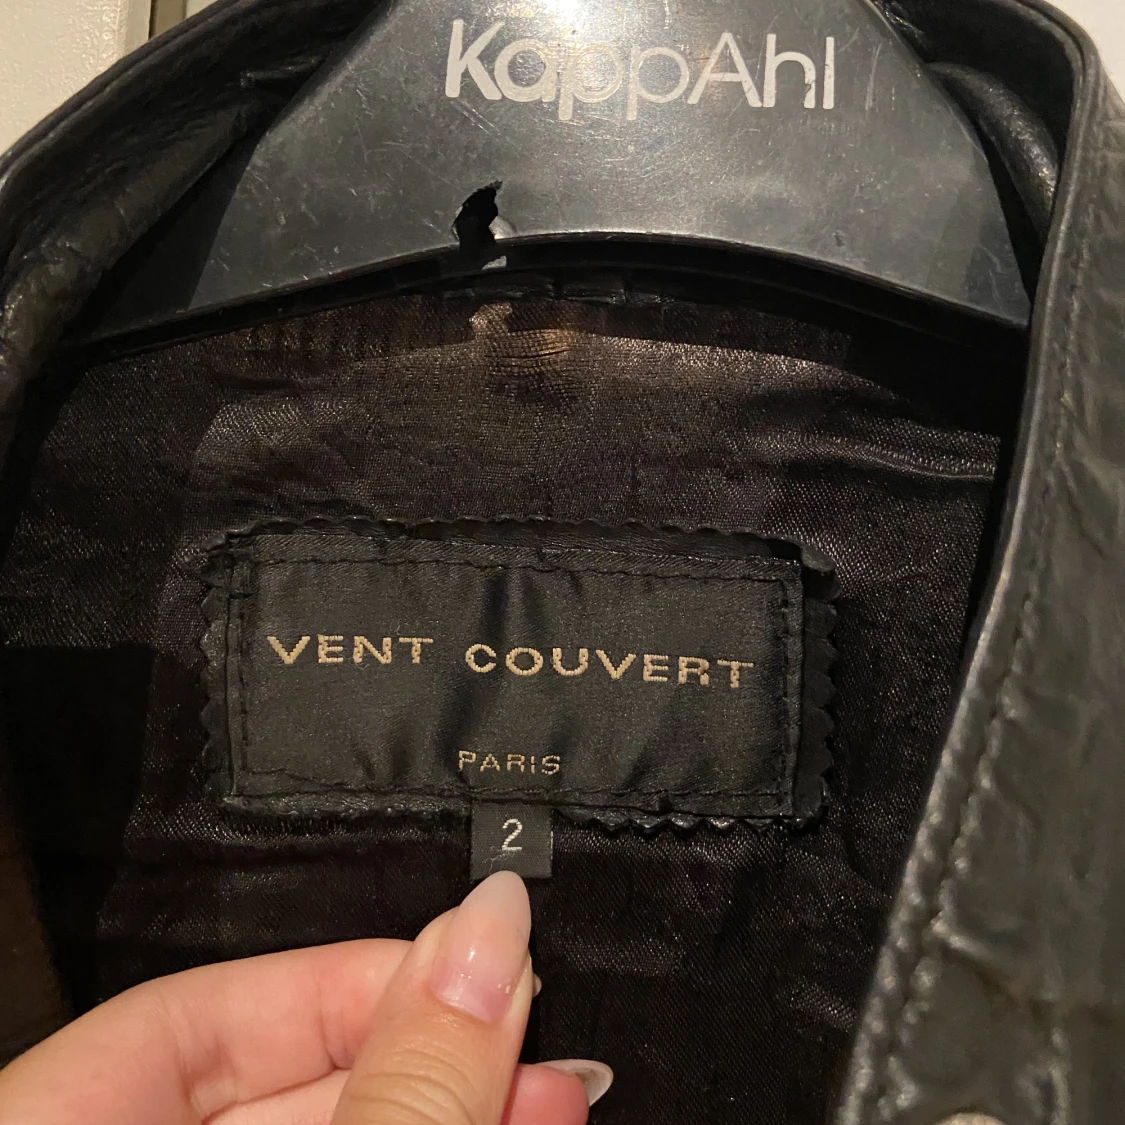 KappAhl
VENT COUVERT
PARIS
2